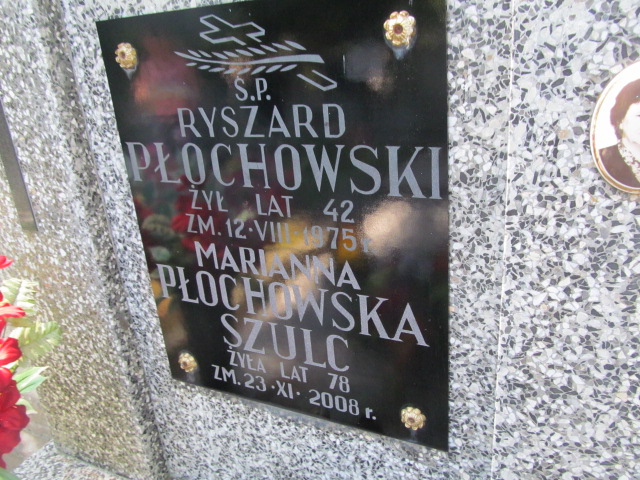 Ś.P.
RYSZARD
PŁOCHOWSKI
ŻYŁ LAT 42
ZM. 12·VIII·1975 r.
MARIANNA
PŁOCHOWSKA
SZULC
ŻYŁA LAT 78
ZM. 23·XI·2008 r.